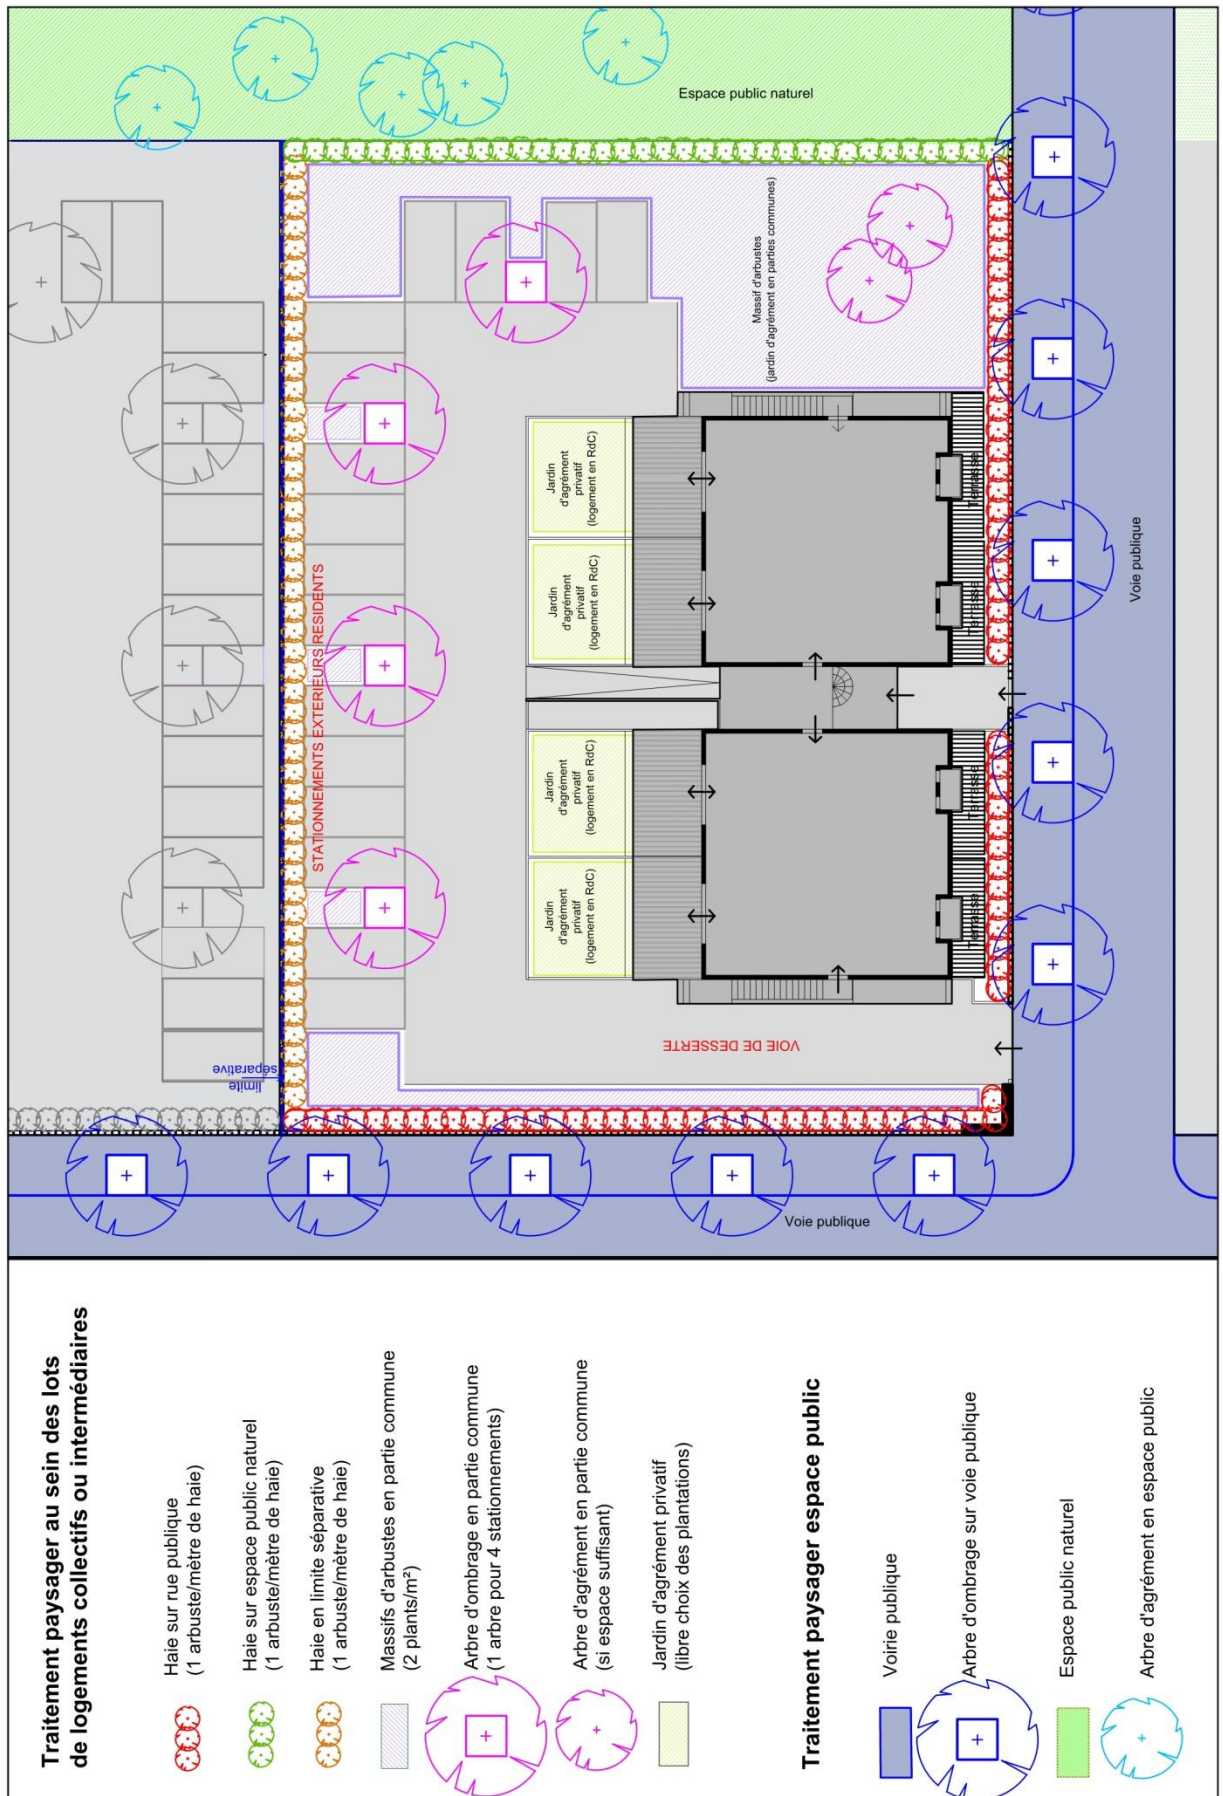 Espace public naturel
Massif d'arbustes
(jardin d'agrément en parties communes)
Jardin
d'agrément
privatif
(logement en RdC)
Jardin
d'agrément
privatif
(logement en RdC)
Jardin
d'agrément
privatif
(logement en RdC)
Jardin
d'agrément
privatif
(logement en RdC)
Terrasse
Terrasse
Terrasse
Terrasse
STATIONNEMENTS EXTERIEURS RESIDENTS
VOIE DE DESSERTE
limite
séparative
Voie publique
Voie publique
Traitement paysager au sein des lots
de logements collectifs ou intermédiaires
Haie sur rue publique
(1 arbuste/mètre de haie)
Haie sur espace public naturel
(1 arbuste/mètre de haie)
Haie en limite séparative
(1 arbuste/mètre de haie)
Massifs d'arbustes en partie commune
(2 plants/m²)
Arbre d'ombrage en partie commune
(1 arbre pour 4 stationnements)
Arbre d'agrément en partie commune
(si espace suffisant)
Jardin d'agrément privatif
(libre choix des plantations)
Traitement paysager espace public
Voirie publique
Arbre d'ombrage sur voie publique
Espace public naturel
Arbre d'agrément en espace public